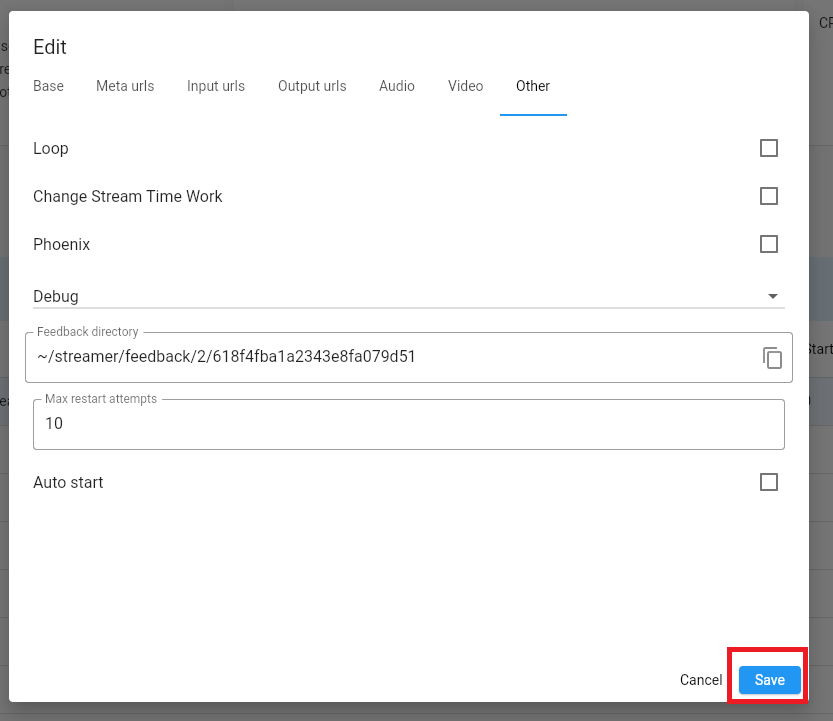 Edit
Base Meta urls Input urls Output urls Audio Video Other
Loop
Change Stream Time Work
Phoenix
Debug
Feedback directory
~/streamer/feedback/2/618f4fba1a2343e8fa079d51
Max restart attempts
10
Auto start
Cancel Save